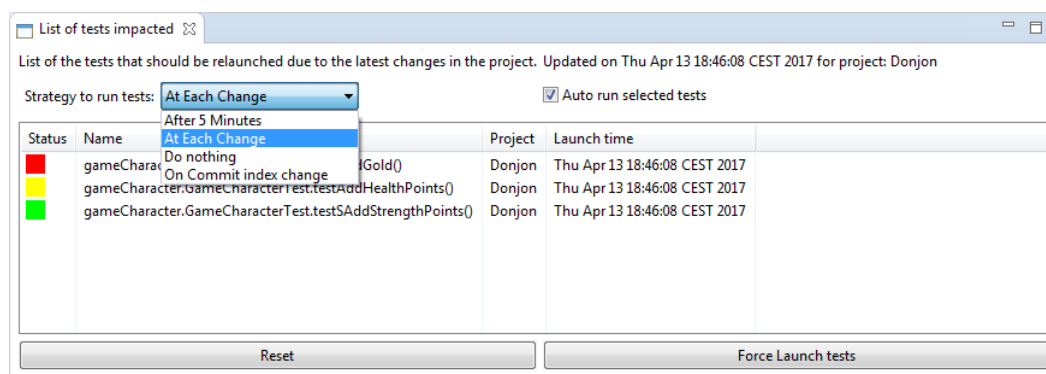 List of tests impacted
List of the tests that should be relaunched due to the latest changes in the project. Updated on Thu Apr 13 18:46:08 CEST 2017 for project: Donjon
Strategy to run tests: At Each Change Auto run selected tests
After 5 Minutes
At Each Change
Do nothing
On Commit index change
Status Name Project Launch time
gameCharac dGold() Donjon Thu Apr 13 18:46:08 CEST 2017
gameCharacter.GameCharacterTest.testAddHealthPoints() Donjon Thu Apr 13 18:46:08 CEST 2017
gameCharacter.GameCharacterTest.testSAddStrengthPoints() Donjon Thu Apr 13 18:46:08 CEST 2017
Reset Force Launch tests